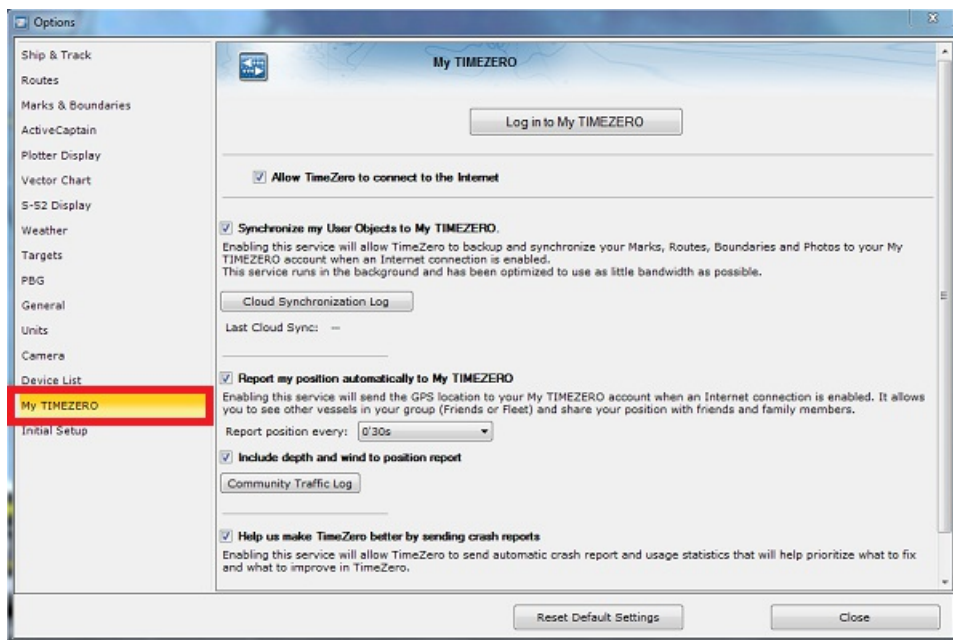 Options
Ship & Track
Routes
Marks & Boundaries
ActiveCaptain
Plotter Display
Vector Chart
S-52 Display
Weather
Targets
PBG
General
Units
Camera
Device List
My TIMEZERO
Initial Setup
My TIMEZERO
Log in to My TIMEZERO
Allow TimeZero to connect to the Internet
Synchronize my User Objects to My TIMEZERO.
Enabling this service will allow TimeZero to backup and synchronize your Marks, Routes, Boundaries and Photos to your My
TIMEZERO account when an Internet connection is enabled.
This service runs in the background and has been optimized to use as little bandwidth as possible.
Cloud Synchronization Log
Last Cloud Sync: --
Report my position automatically to My TIMEZERO
Enabling this service will send the GPS location to your My TIMEZERO account when an Internet connection is enabled. It allows
you to see other vessels in your group (Friends or Fleet) and share your position with friends and family members.
Report position every: 0'30s
Include depth and wind to position report
Community Traffic Log
Help us make TimeZero better by sending crash reports
Enabling this service will allow TimeZero to send automatic crash report and usage statistics that will help prioritize what to fix
and what to improve in TimeZero.
Reset Default Settings
Close